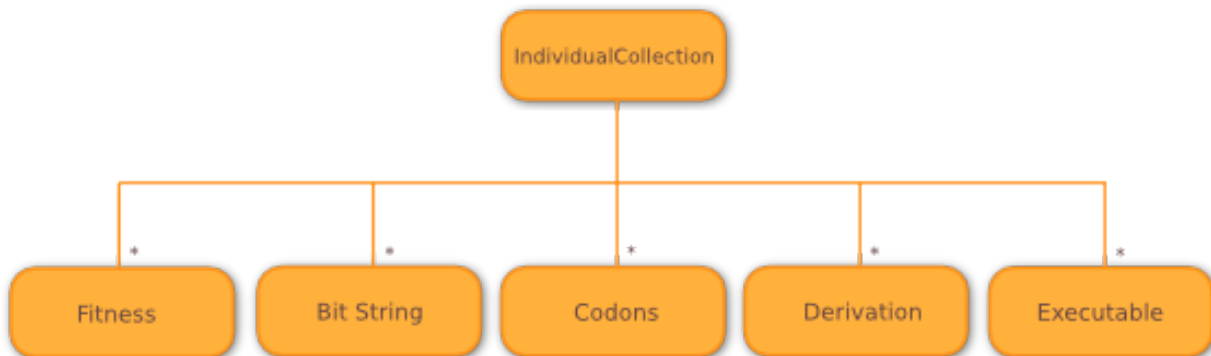 IndividualCollection
* * * * *
Fitness Bit String Codons Derivation Executable